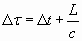 Δτ = Δt + L/c